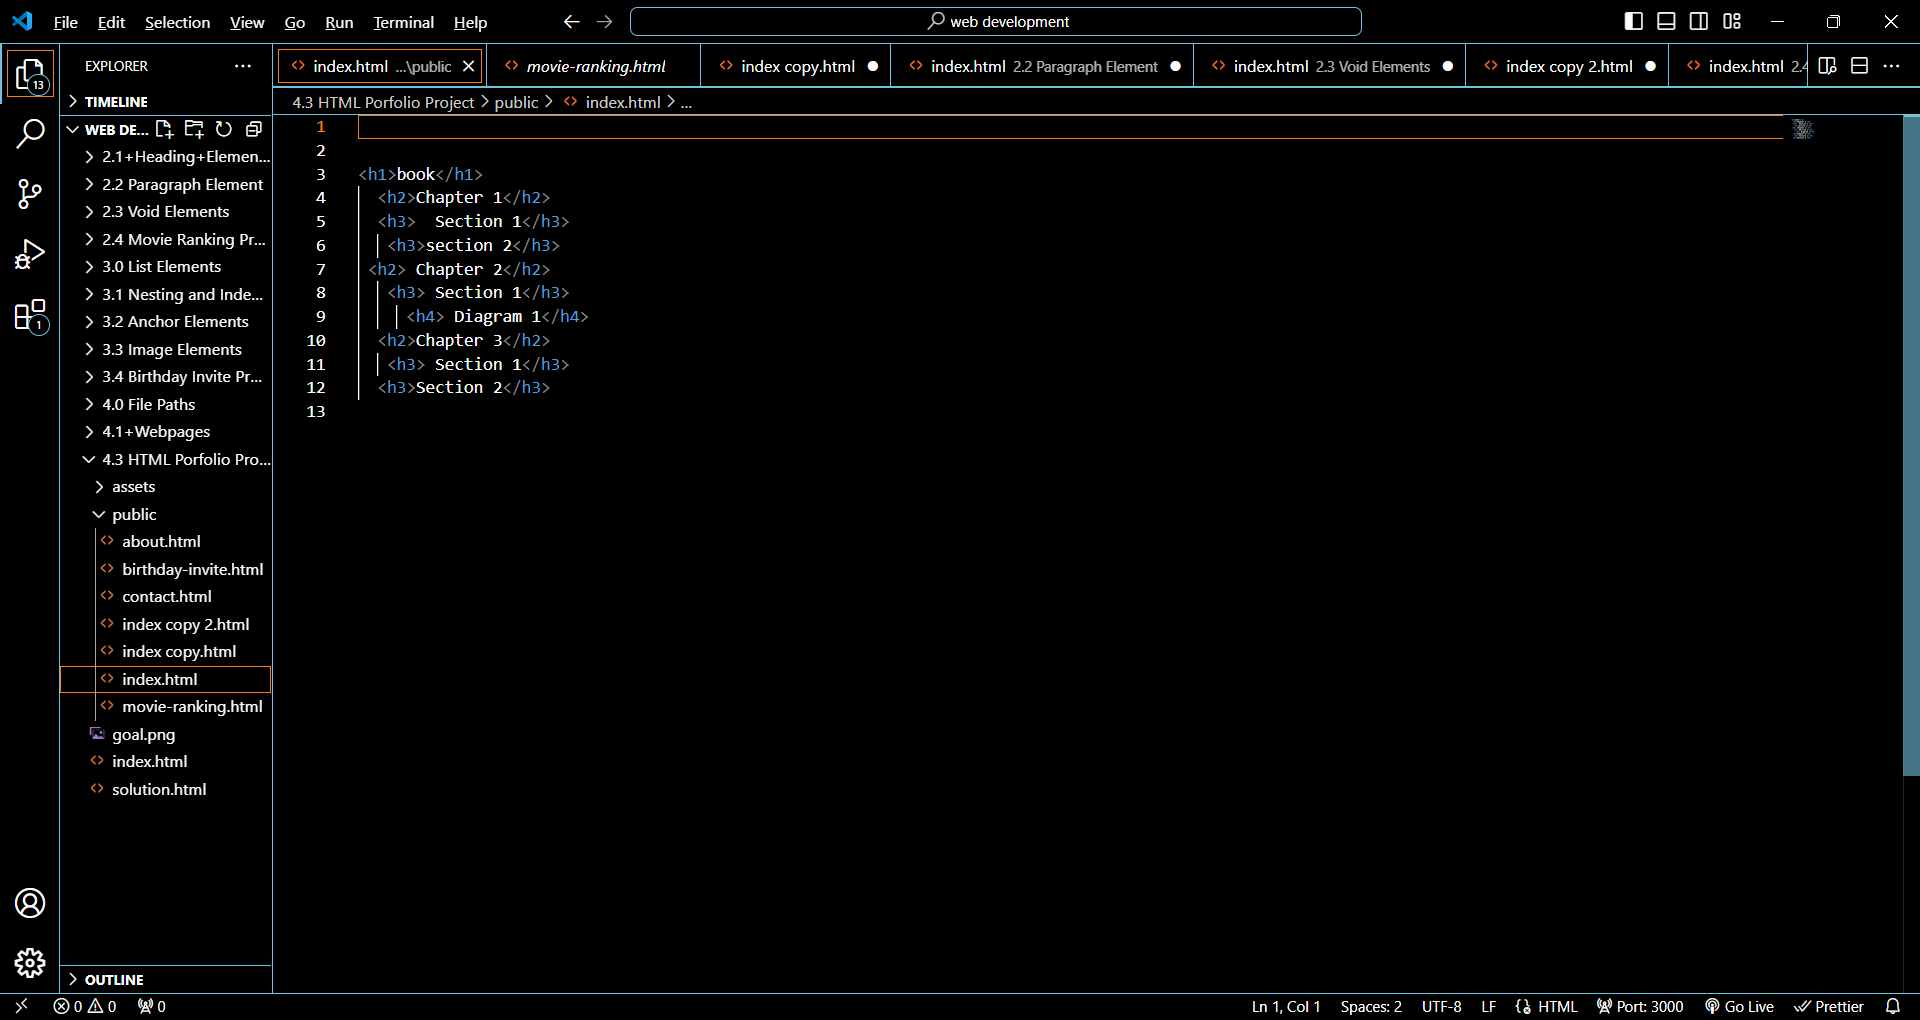 File Edit Selection View Go Run Terminal Help
web development
EXPLORER
13
TIMELINE
WEB DE...
2.1+Heading+Elemen...
2.2 Paragraph Element
2.3 Void Elements
2.4 Movie Ranking Pr...
3.0 List Elements
3.1 Nesting and Inde...
3.2 Anchor Elements
3.3 Image Elements
3.4 Birthday Invite Pr...
4.0 File Paths
4.1+Webpages
4.3 HTML Porfolio Pro...
assets
public
about.html
birthday-invite.html
contact.html
index copy 2.html
index copy.html
index.html
movie-ranking.html
goal.png
index.html
solution.html
OUTLINE
1
index.html ...\public movie-ranking.html index copy.html index.html 2.2 Paragraph Element index.html 2.3 Void Elements index copy 2.html index.html 2.4
4.3 HTML Porfolio Project > public > index.html > ...
1
2
3 <h1>book</h1>
4 <h2>Chapter 1</h2>
5 <h3>  Section 1</h3>
6 <h3>section 2</h3>
7 <h2> Chapter 2</h2>
8 <h3> Section 1</h3>
9 <h4> Diagram 1</h4>
10 <h2>Chapter 3</h2>
11 <h3> Section 1</h3>
12 <h3>Section 2</h3>
13
0 0 0 Ln 1, Col 1 Spaces: 2 UTF-8 LF HTML Port: 3000 Go Live Prettier